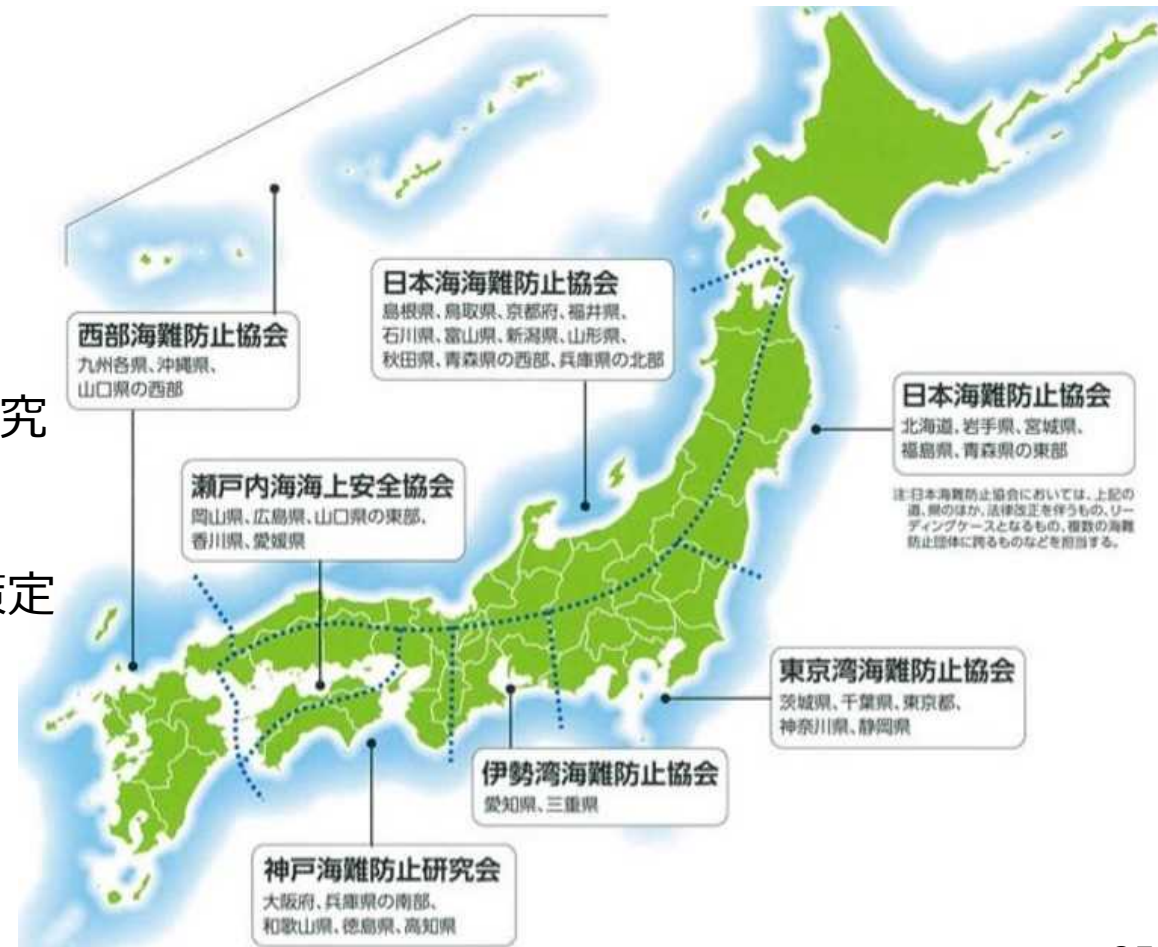 西部海難防止協会
九州各県、沖縄県、
山口県の西部
日本海海難防止協会
島根県、鳥取県、京都府、福井県、
石川県、富山県、新潟県、山形県、
秋田県、青森県の西部、兵庫県の北部
日本海難防止協会
北海道、岩手県、宮城県、
福島県、青森県の東部
注:日本海難防止協会においては、上記の
道、県のほか、法律改正を伴うもの、リー
ディングケースとなるもの、複数の海難
防止団体に跨るものなどを担当する。
究
瀬戸内海海上安全協会
岡山県、広島県、山口県の東部、
香川県、愛媛県
策定
東京湾海難防止協会
茨城県、千葉県、東京都、
神奈川県、静岡県
伊勢湾海難防止協会
愛知県、三重県
神戸海難防止研究会
大阪府、兵庫県の南部、
和歌山県、徳島県、高知県